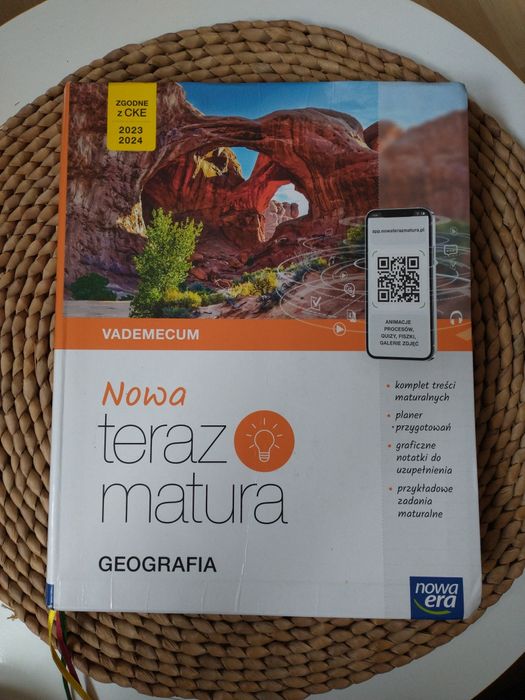 ZGODNE
z CKE
2023
2024
app.nowaterazmatura.pl
ANIMACJE
PROCESÓW,
QUIZY, FISZKI,
GALERIE ZDJĘĆ
VADEMECUM
Nowa
teraz
matura
GEOGRAFIA
• komplet treści
maturalnych
• planer
przygotowań
• graficzne
notatki do
uzupełnienia
• przykładowe
zadania
maturalne
nowa
era